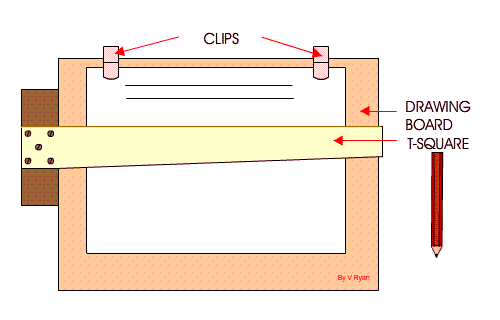 CLIPS
DRAWING
BOARD
T-SQUARE
By V Ryan